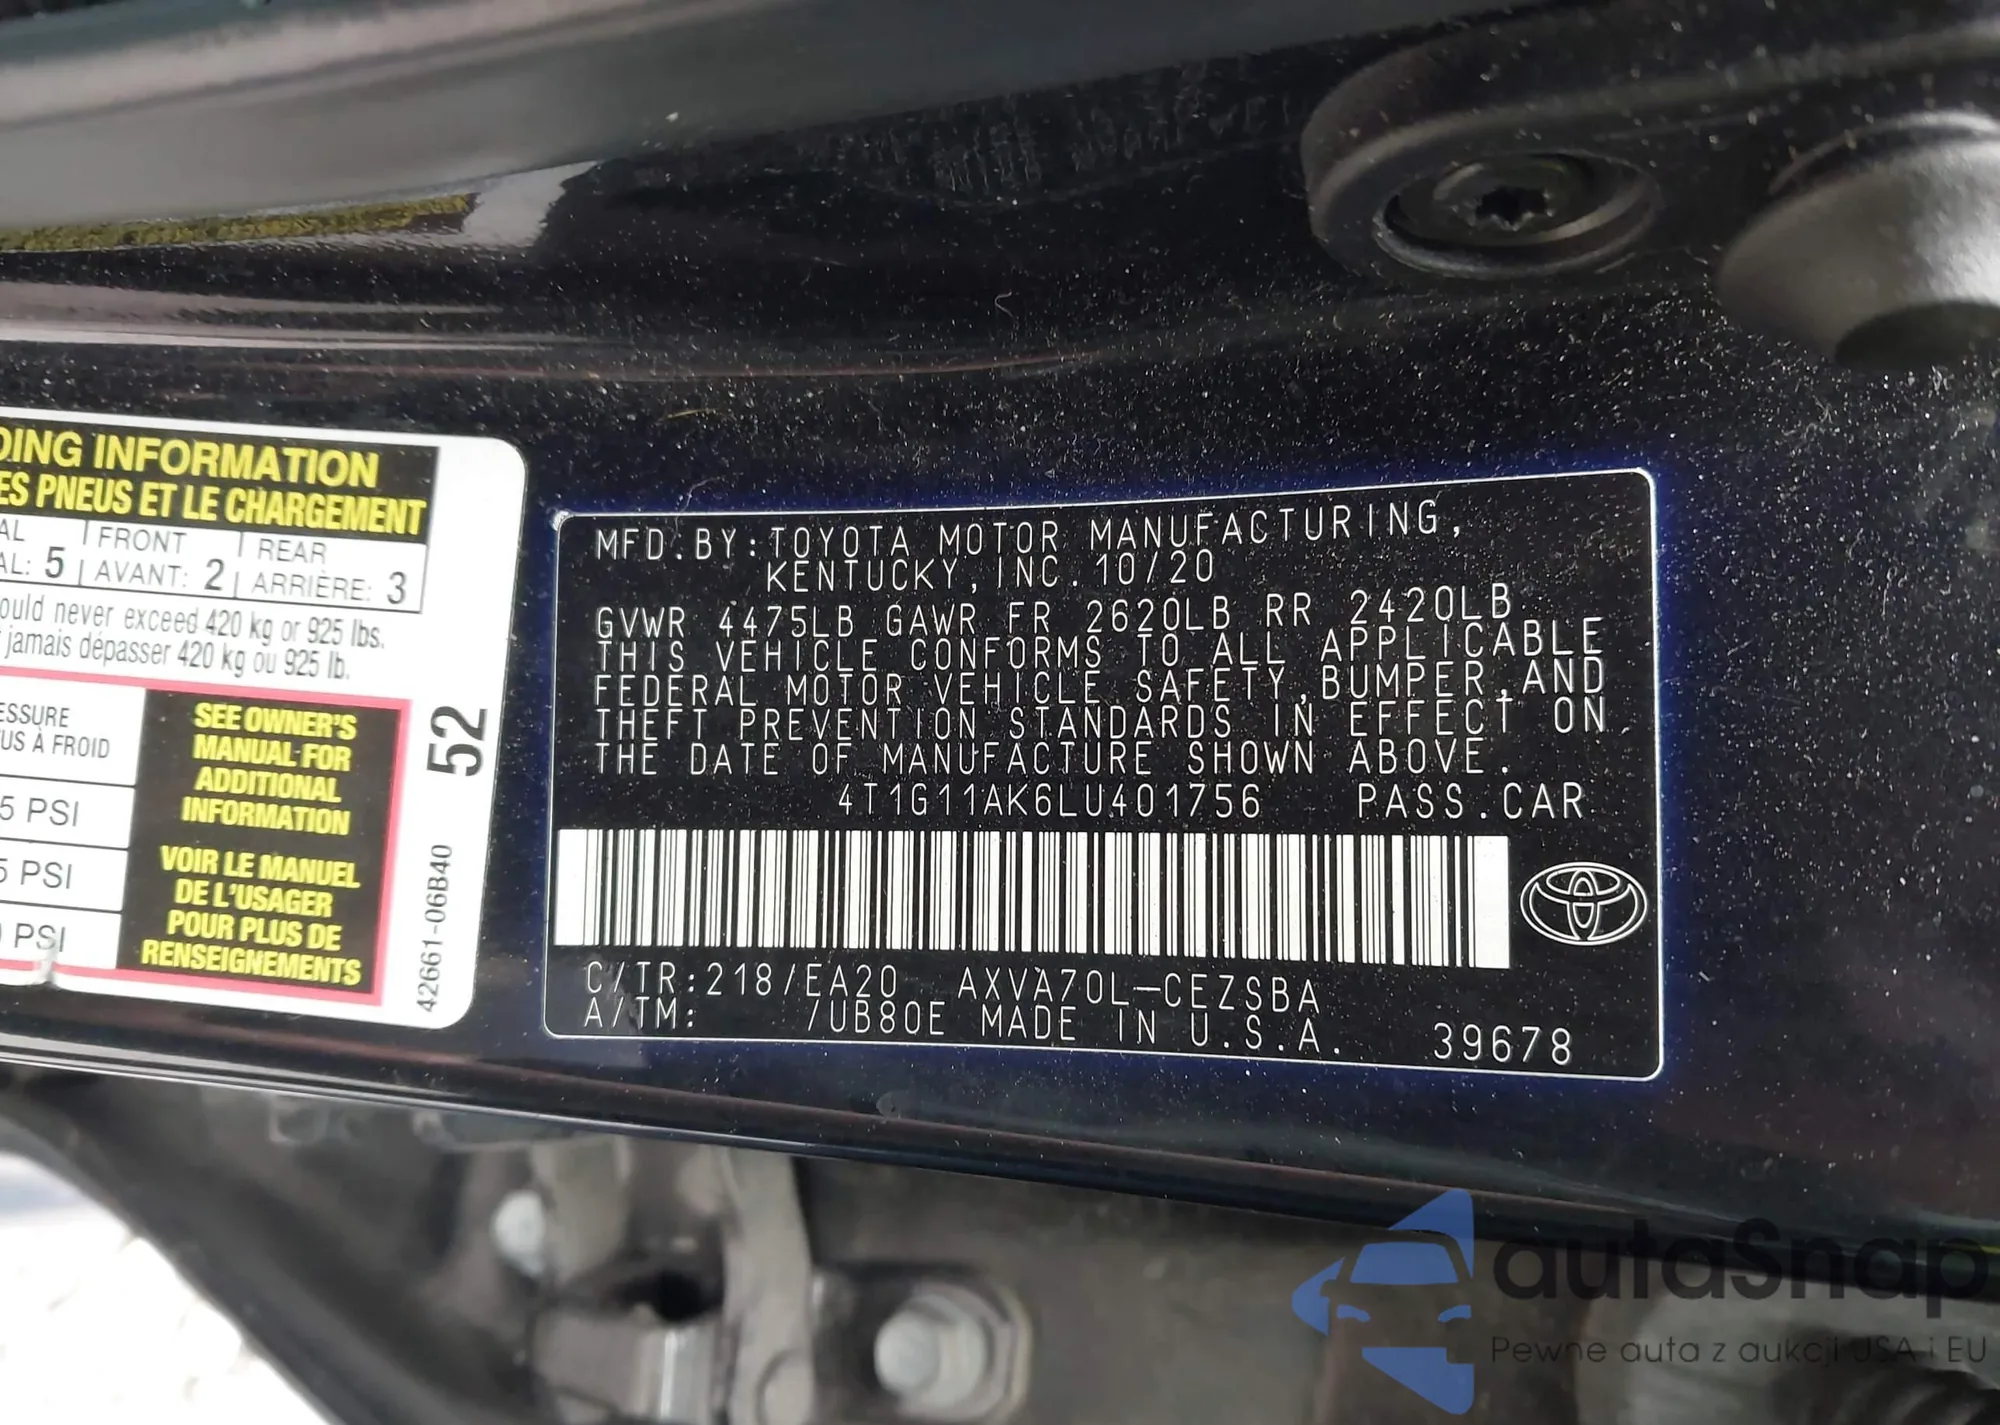 DING INFORMATION
ES PNEUS ET LE CHARGEMENT
AL FRONT REAR
AL: 5 AVANT: 2 ARRIÈRE: 3
ould never exceed 420 kg or 925 lbs.
jamais dépasser 420 kg ou 925 lb.
ESSURE
US À FROID
5 PSI
5 PSI
PSI
SEE OWNER'S
MANUAL FOR
ADDITIONAL
INFORMATION
VOIR LE MANUEL
DE L'USAGER
POUR PLUS DE
RENSEIGNEMENTS
52
42661-06B40
MFD.BY:TOYOTA MOTOR MANUFACTURING,
KENTUCKY,INC.10/20
GVWR 4475LB GAWR FR 2620LB RR 2420LB
THIS VEHICLE CONFORMS TO ALL APPLICABLE
FEDERAL MOTOR VEHICLE SAFETY,BUMPER,AND
THEFT PREVENTION STANDARDS IN EFFECT ON
THE DATE OF MANUFACTURE SHOWN ABOVE.
4T1G11AK6LU401756 PASS.CAR
C/TR:218/EA20 AXVA70L-CEZSBA
A/TM: /UB80E MADE IN U.S.A. 39678
autaSnap
Pewne auta z aukcji USA i EU